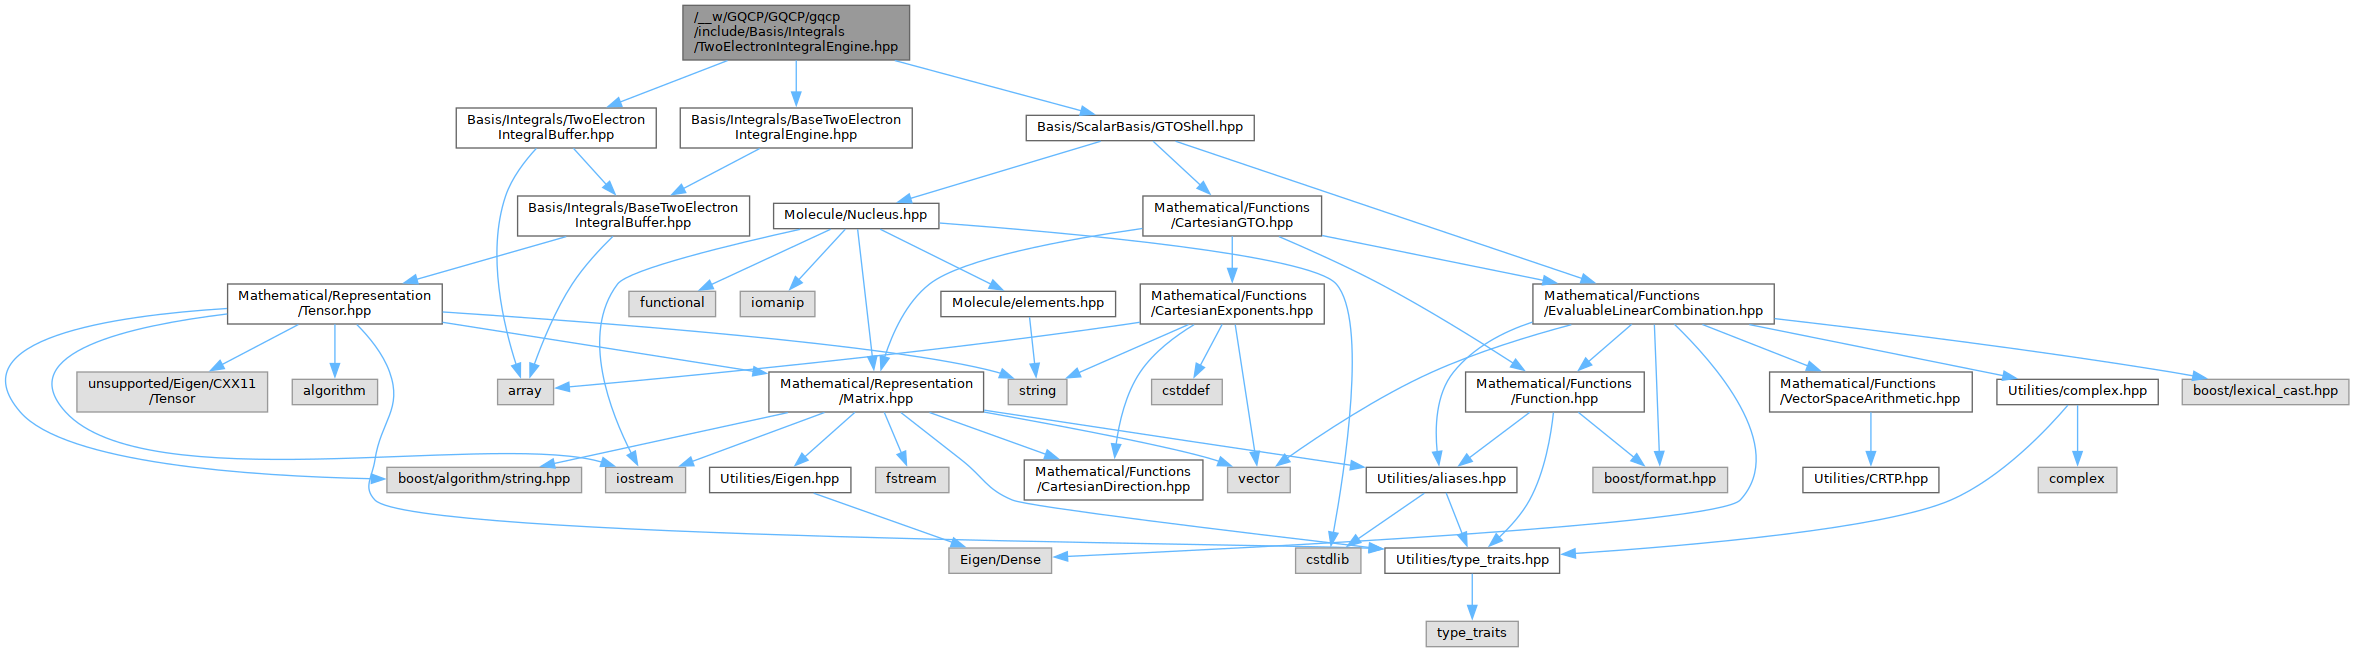 /__w/GQCP/GQCP/gqcp
/include/Basis/Integrals
/TwoElectronIntegralEngine.hpp
Basis/Integrals/TwoElectron
IntegralBuffer.hpp
Basis/Integrals/BaseTwoElectron
IntegralEngine.hpp
Basis/ScalarBasis/GTOShell.hpp
Basis/Integrals/BaseTwoElectron
IntegralBuffer.hpp
Molecule/Nucleus.hpp
Mathematical/Functions
/CartesianGTO.hpp
Mathematical/Representation
/Tensor.hpp
functional
iomanip
Molecule/elements.hpp
Mathematical/Functions
/CartesianExponents.hpp
Mathematical/Functions
/EvaluableLinearCombination.hpp
unsupported/Eigen/CXX11
/Tensor
algorithm
array
Mathematical/Representation
/Matrix.hpp
string
cstddef
Mathematical/Functions
/Function.hpp
Mathematical/Functions
/VectorSpaceArithmetic.hpp
Utilities/complex.hpp
boost/lexical_cast.hpp
boost/algorithm/string.hpp
iostream
Utilities/Eigen.hpp
fstream
Mathematical/Functions
/CartesianDirection.hpp
vector
Utilities/aliases.hpp
boost/format.hpp
Utilities/CRTP.hpp
complex
Eigen/Dense
cstdlib
Utilities/type_traits.hpp
type_traits